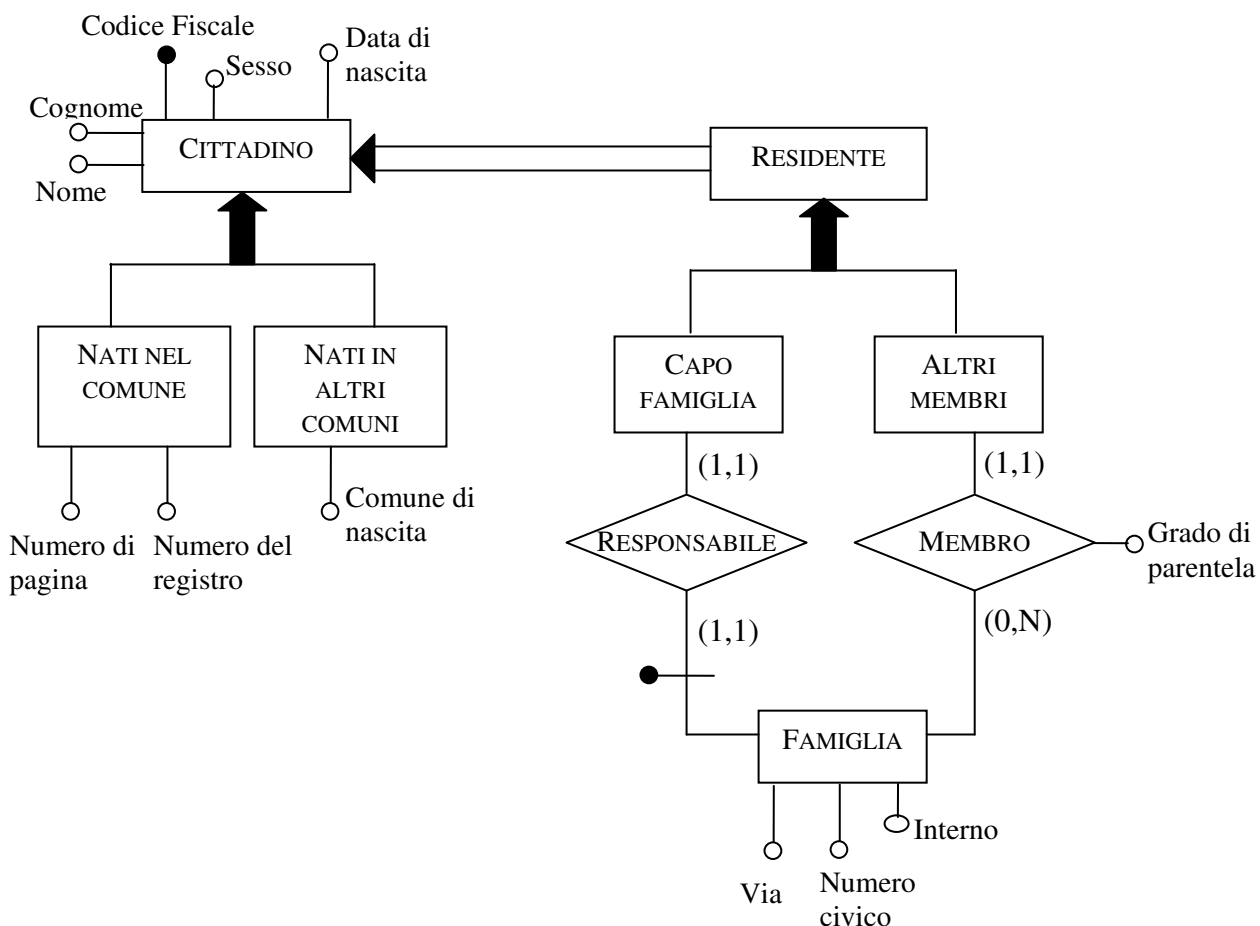 Codice Fiscale
Sesso
Data di
nascita
Cognome
Nome
CITTADINO
RESIDENTE
NATI NEL
COMUNE
NATI IN
ALTRI
COMUNI
CAPO
FAMIGLIA
ALTRI
MEMBRI
(1,1)
(1,1)
Numero di
pagina
Numero del
registro
Comune di
nascita
RESPONSABILE
MEMBRO
Grado di
parentela
(1,1)
(0,N)
FAMIGLIA
Interno
Via
Numero
civico